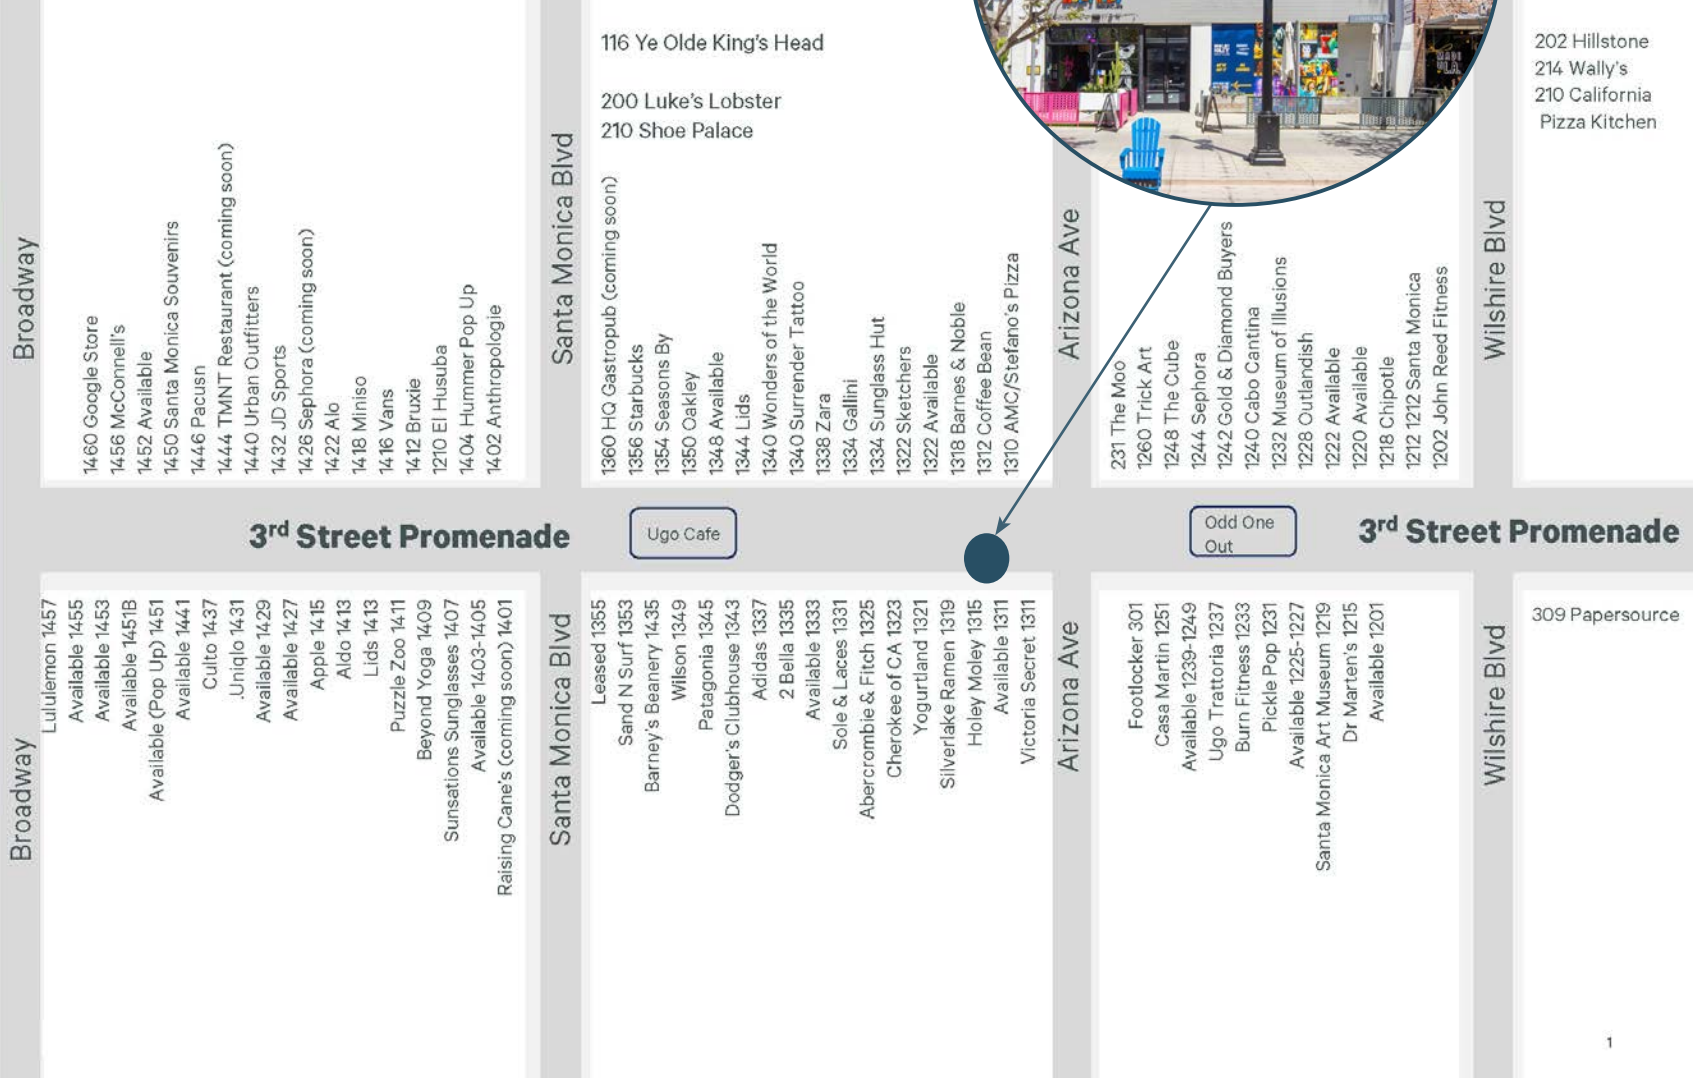 116 Ye Olde King's Head
200 Luke's Lobster
210 Shoe Palace
202 Hillstone
214 Wally's
210 California
Pizza Kitchen
Broadway
1460 Google Store
1456 McConnell's
1452 Available
1450 Santa Monica Souvenirs
1446 Pacusn
1444 TMNT Restaurant (coming soon)
1440 Urban Outfitters
1432 JD Sports
1426 Sephora (coming soon)
1422 Alo
1418 Miniso
1416 Vans
1412 Bruxie
1210 El Husuba
1404 Hummer Pop Up
1402 Anthropologie
Santa Monica Blvd
1360 HQ Gastropub (coming soon)
1356 Starbucks
1354 Seasons By
1350 Oakley
1348 Available
1344 Lids
1340 Wonders of the World
1340 Surrender Tattoo
1338 Zara
1334 Gallini
1334 Sunglass Hut
1322 Sketchers
1322 Available
1318 Barnes & Noble
1312 Coffee Bean
1310 AMC/Stefano's Pizza
Arizona Ave
231 The Moo
1260 Trick Art
1248 The Cube
1244 Sephora
1242 Gold & Diamond Buyers
1240 Cabo Cantina
1232 Museum of Illusions
1228 Outlandish
1222 Available
1220 Available
1218 Chipotle
1212 1212 Santa Monica
1202 John Reed Fitness
Wilshire Blvd
3rd Street Promenade
Ugo Cafe
Odd One
Out
3rd Street Promenade
Broadway
Lululemon 1457
Available 1455
Available 1453
Available 1451B
Available (Pop Up) 1451
Available 1441
Culto 1437
.Uniqlo 1431
Available 1429
Available 1427
Apple 1415
Aldo 1413
Lids 1413
Puzzle Zoo 1411
Beyond Yoga 1409
Sunsations Sunglasses 1407
Available 1403-1405
Raising Cane's (coming soon) 1401
Santa Monica Blvd
Leased 1355
Sand N Surf 1353
Barney's Beanery 1435
Wilson 1349
Patagonia 1345
Dodger's Clubhouse 1343
Adidas 1337
2 Bella 1335
Available 1333
Sole & Laces 1331
Abercrombie & Fitch 1325
Cherokee of CA 1323
Yogurtland 1321
Silverlake Ramen 1319
Holey Moley 1315
Available 1311
Victoria Secret 1311
Arizona Ave
Footlocker 301
Casa Martin 1251
Available 1239-1249
Ugo Trattoria 1237
Burn Fitness 1233
Pickle Pop 1231
Available 1225-1227
Santa Monica Art Museum 1219
Dr Marten's 1215
Available 1201
Wilshire Blvd
309 Papersource
1